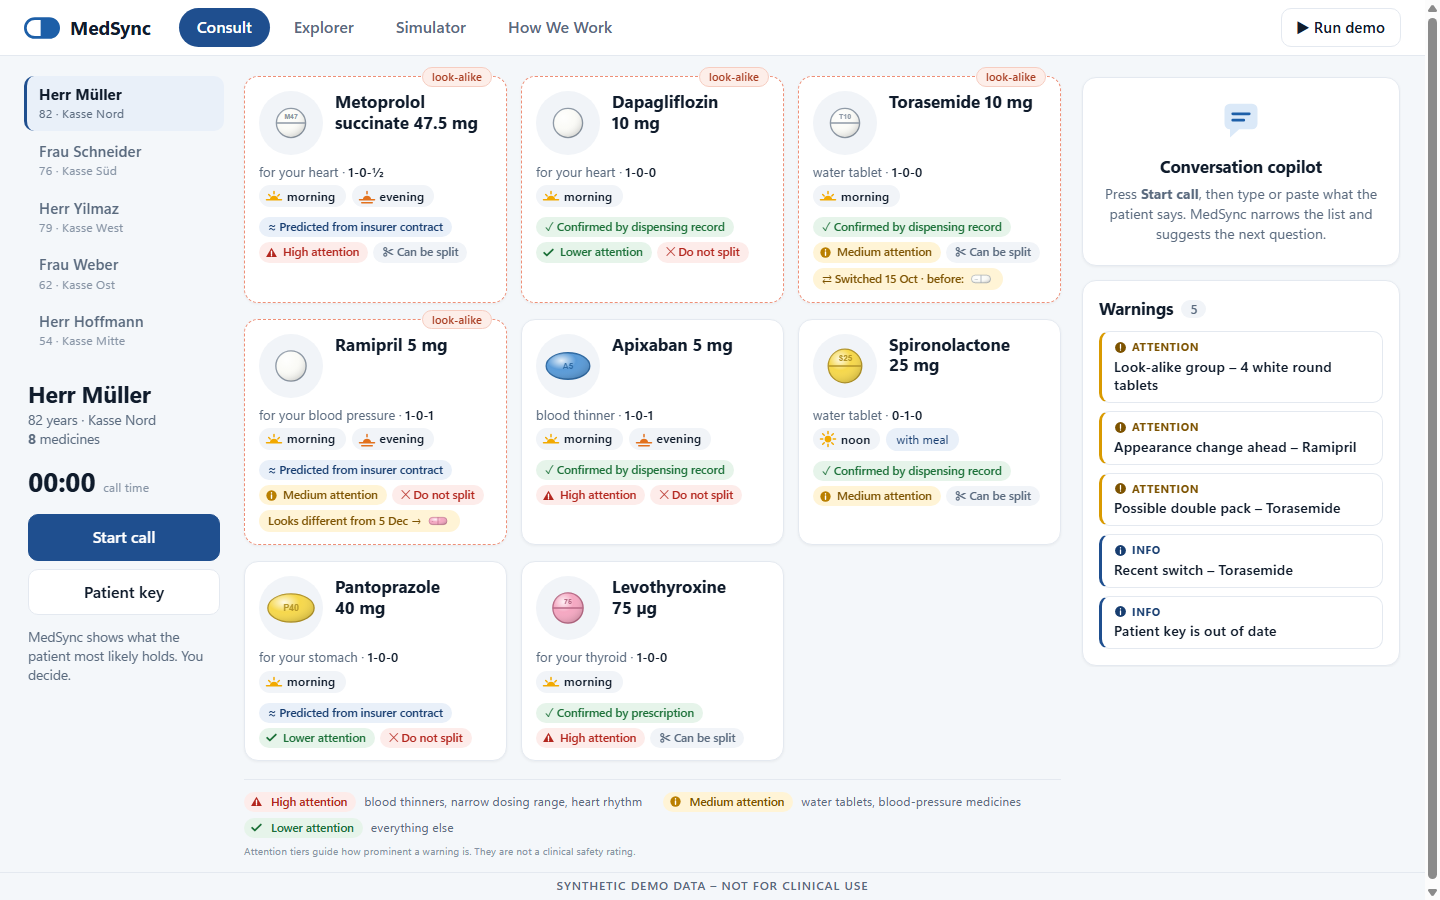 MedSync
Consult
Explorer
Simulator
How We Work
▶ Run demo
Herr Müller
82 · Kasse Nord
Frau Schneider
76 · Kasse Süd
Herr Yilmaz
79 · Kasse West
Frau Weber
62 · Kasse Ost
Herr Hoffmann
54 · Kasse Mitte
Herr Müller
82 years · Kasse Nord
8 medicines
00:00 call time
Start call
Patient key
MedSync shows what the
patient most likely holds. You
decide.
look-alike
M47
Metoprolol
succinate 47.5 mg
for your heart · 1-0-½
morning
evening
≈ Predicted from insurer contract
High attention
Can be split
look-alike
Dapagliflozin
10 mg
for your heart · 1-0-0
morning
✓ Confirmed by dispensing record
Lower attention
Do not split
look-alike
T10
Torasemide 10 mg
water tablet · 1-0-0
morning
✓ Confirmed by dispensing record
Medium attention
Can be split
⇄ Switched 15 Oct · before:
look-alike
Ramipril 5 mg
for your blood pressure · 1-0-1
morning
evening
≈ Predicted from insurer contract
Medium attention
Do not split
Looks different from 5 Dec →
A5
Apixaban 5 mg
blood thinner · 1-0-1
morning
evening
✓ Confirmed by dispensing record
High attention
Do not split
S25
Spironolactone
25 mg
water tablet · 0-1-0
noon
with meal
✓ Confirmed by dispensing record
Medium attention
Can be split
P40
Pantoprazole
40 mg
for your stomach · 1-0-0
morning
≈ Predicted from insurer contract
Lower attention
Do not split
76
Levothyroxine
75 µg
for your thyroid · 1-0-0
morning
✓ Confirmed by prescription
High attention
Can be split
High attention blood thinners, narrow dosing range, heart rhythm
Medium attention water tablets, blood-pressure medicines
Lower attention everything else
Attention tiers guide how prominent a warning is. They are not a clinical safety rating.
Conversation copilot
Press Start call, then type or paste what the
patient says. MedSync narrows the list and
suggests the next question.
Warnings 5
ATTENTION
Look-alike group – 4 white round
tablets
ATTENTION
Appearance change ahead – Ramipril
ATTENTION
Possible double pack – Torasemide
INFO
Recent switch – Torasemide
INFO
Patient key is out of date
SYNTHETIC DEMO DATA – NOT FOR CLINICAL USE